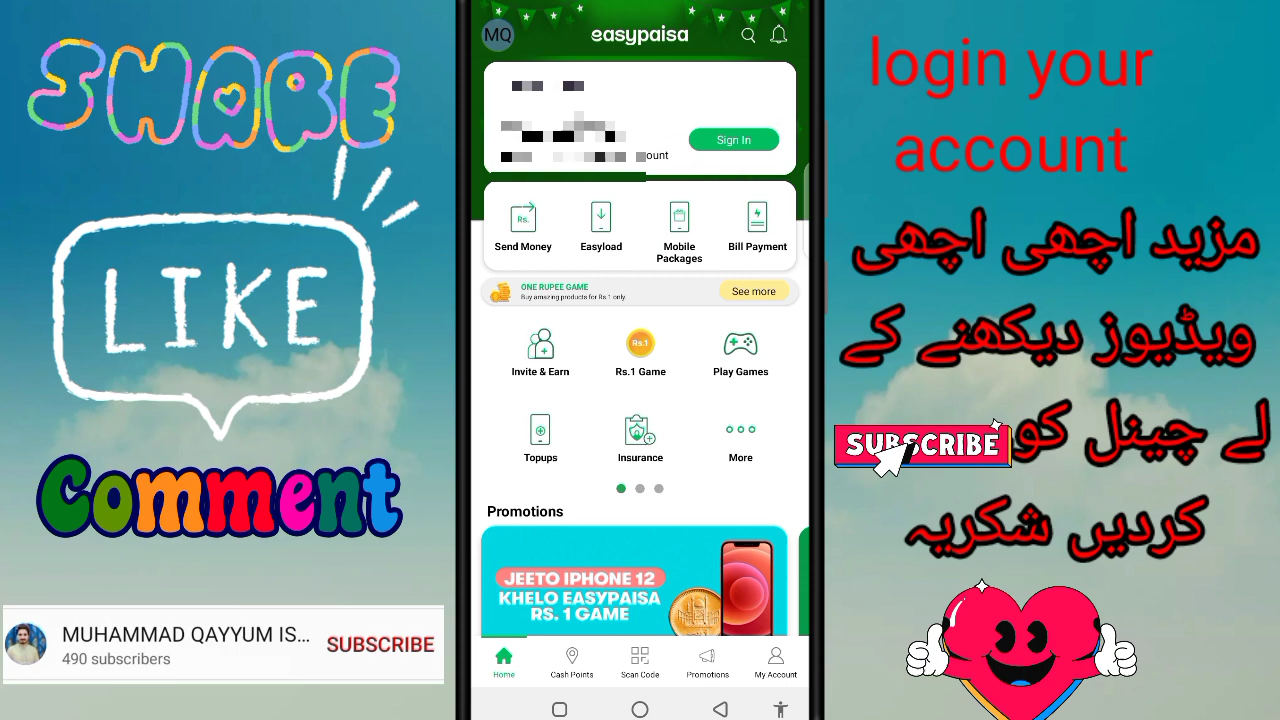 SHARE
LIKE
Comment
MUHAMMAD QAYYUM IS...
490 subscribers
SUBSCRIBE
MQ
easypaisa
Sign In
ount
Send Money
Easyload
Mobile
Packages
Bill Payment
ONE RUPEE GAME
Buy amazing products for Rs.1 only.
See more
Rs.
Rs.1
Invite & Earn
Rs.1 Game
Play Games
Topups
Insurance
More
Promotions
JEETO IPHONE 12
KHELO EASYPAISA
RS. 1 GAME
Home
Cash Points
Scan Code
Promotions
My Account
login your
account
مزید اچھی اچھی
ویڈیوز دیکھنے کے
لے چینل کو
SUBSCRIBE
کردیں شکریہ